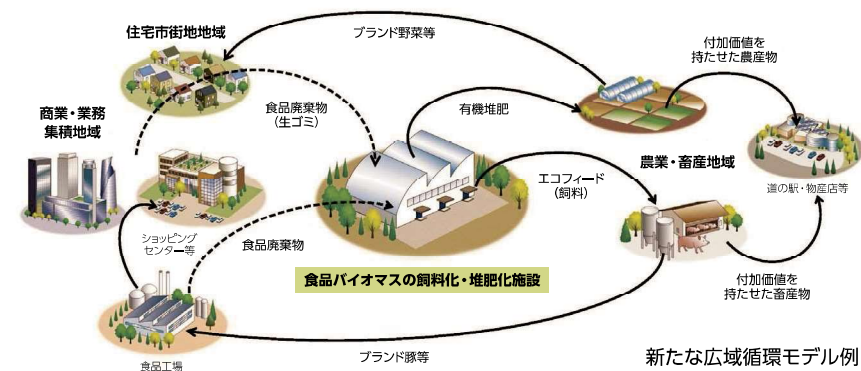 住宅市街地地域
ブランド野菜等
付加価値を
持たせた農産物
商業・業務
集積地域
食品廃棄物
（生ゴミ）
有機堆肥
農業・畜産地域
エコフィード
（飼料）
道の駅・物産店等
ショッピング
センター等
食品廃棄物
食品バイオマスの飼料化・堆肥化施設
付加価値を
持たせた畜産物
ブランド豚等
食品工場
新たな広域循環モデル例